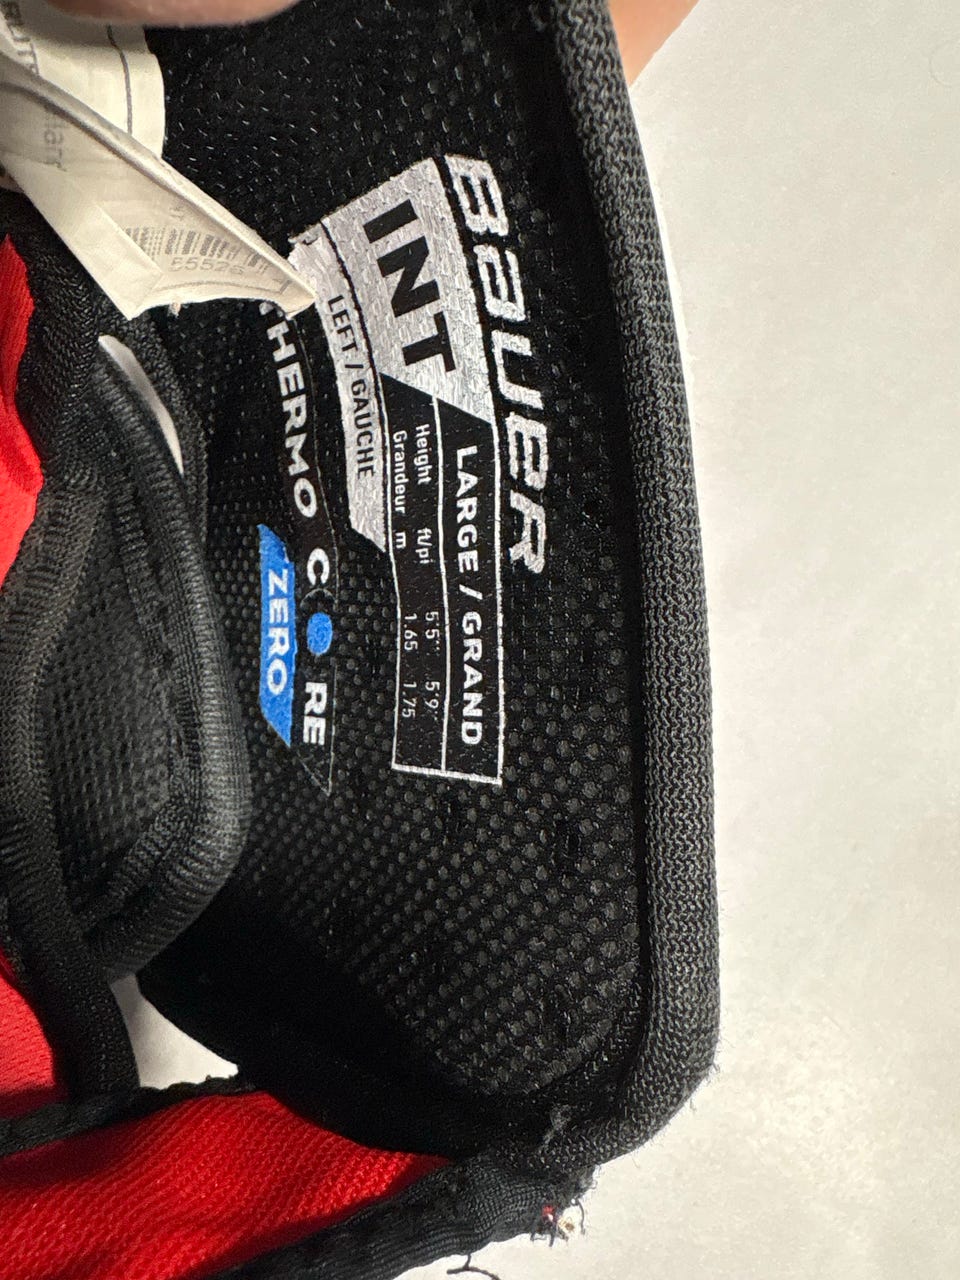 BAUER
INT
LARGE / GRAND
Height ft/pi 5'5" 5'9"
Grandeur m 1.65 1.75
LEFT / GAUCHE
THERMO CORE
ZERO
55526